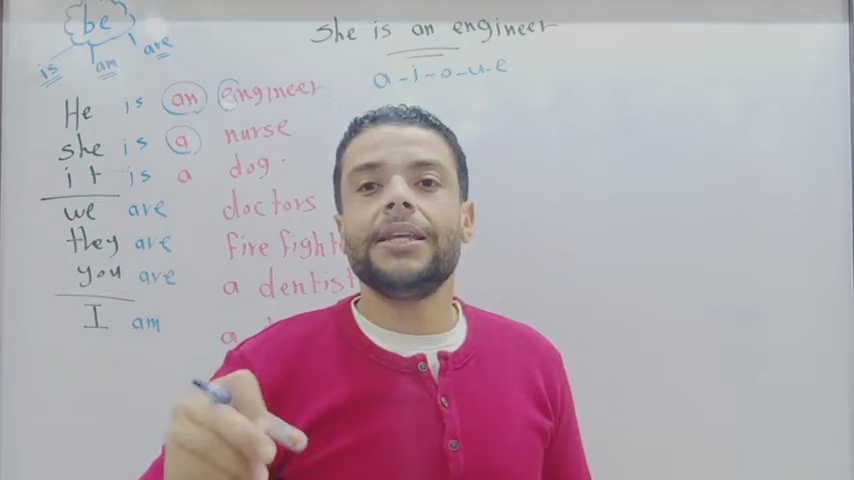 be
is am are
She is an engineer
a-i-o-u-e
He is an engineer
she is a nurse
it is a dog.
we are doctors
they are
you are a dentist
I am a